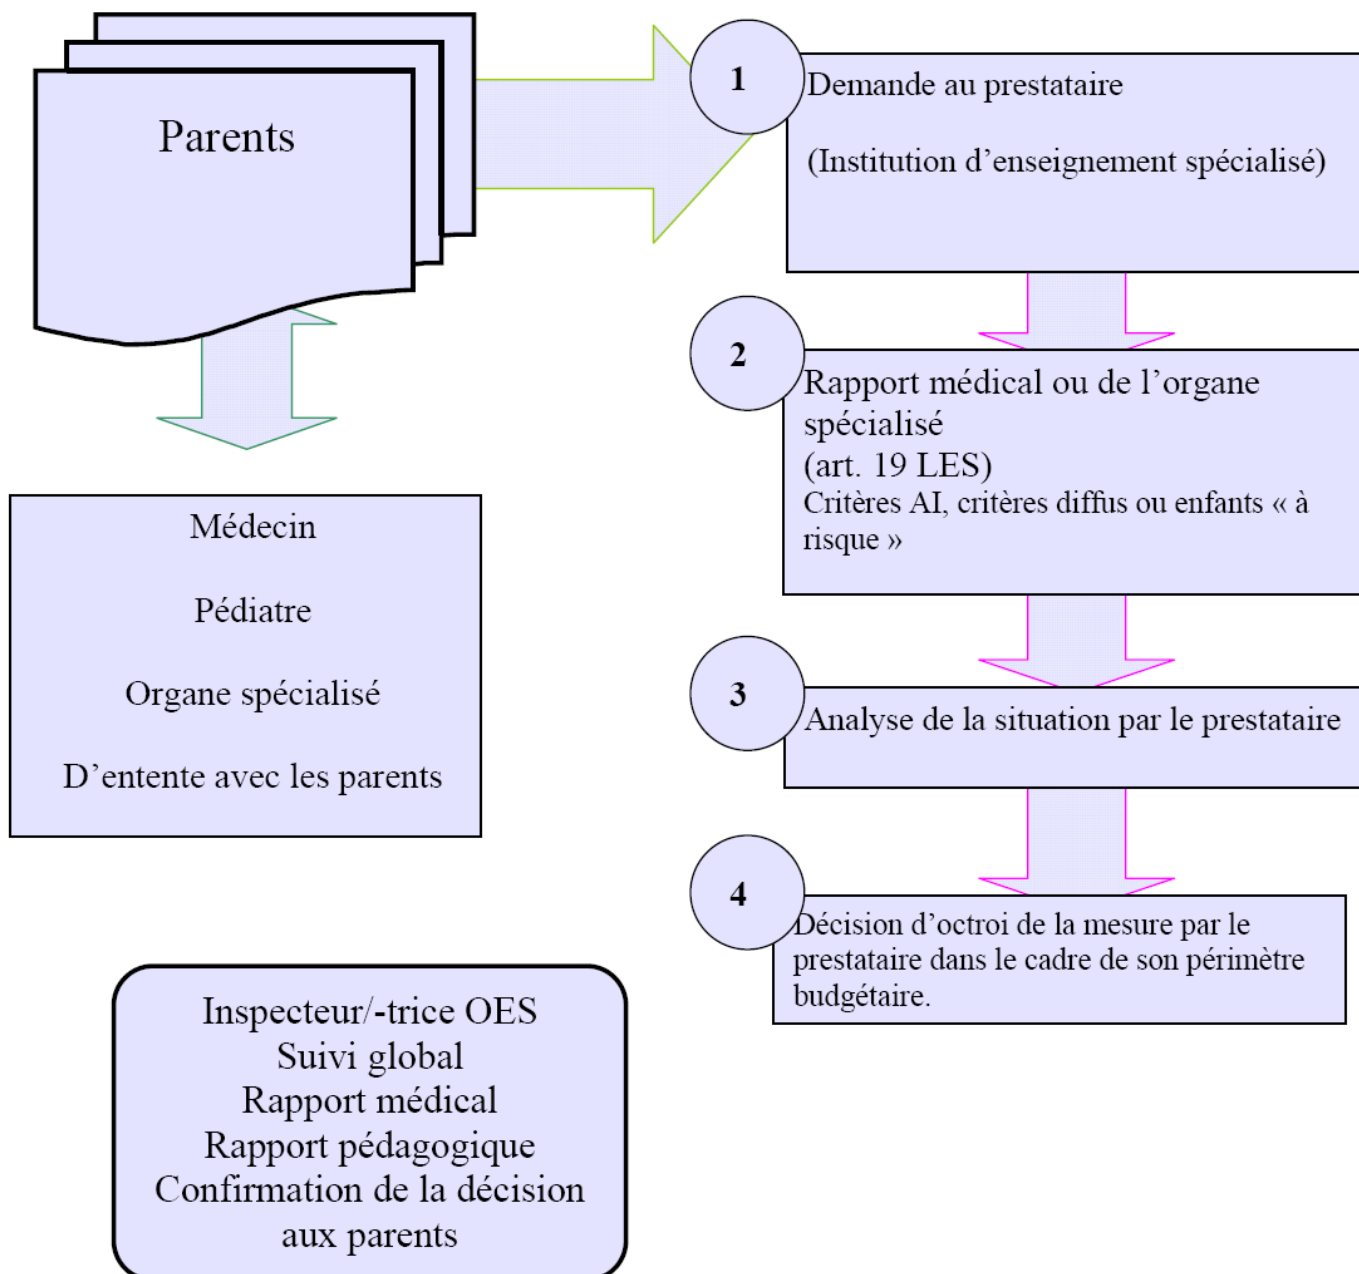 Parents
1
Demande au prestataire
(Institution d’enseignement spécialisé)
2
Rapport médical ou de l’organe
spécialisé
(art. 19 LES)
Critères AI, critères diffus ou enfants « à
risque »
Médecin
Pédiatre
Organe spécialisé
D’entente avec les parents
3
Analyse de la situation par le prestataire
4
Décision d’octroi de la mesure par le
prestataire dans le cadre de son périmètre
budgétaire.
Inspecteur/-trice OES
Suivi global
Rapport médical
Rapport pédagogique
Confirmation de la décision
aux parents